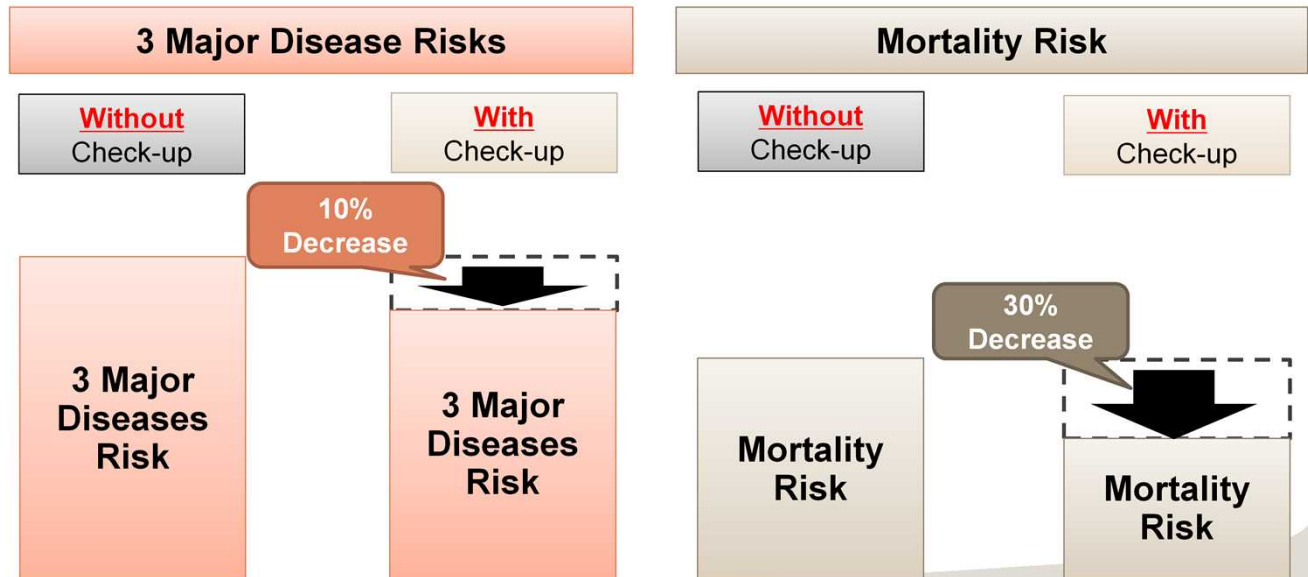 3 Major Disease Risks
Without
Check-up
With
Check-up
10%
Decrease
3 Major
Diseases
Risk
3 Major
Diseases
Risk
Mortality Risk
Without
Check-up
With
Check-up
30%
Decrease
Mortality
Risk
Mortality
Risk